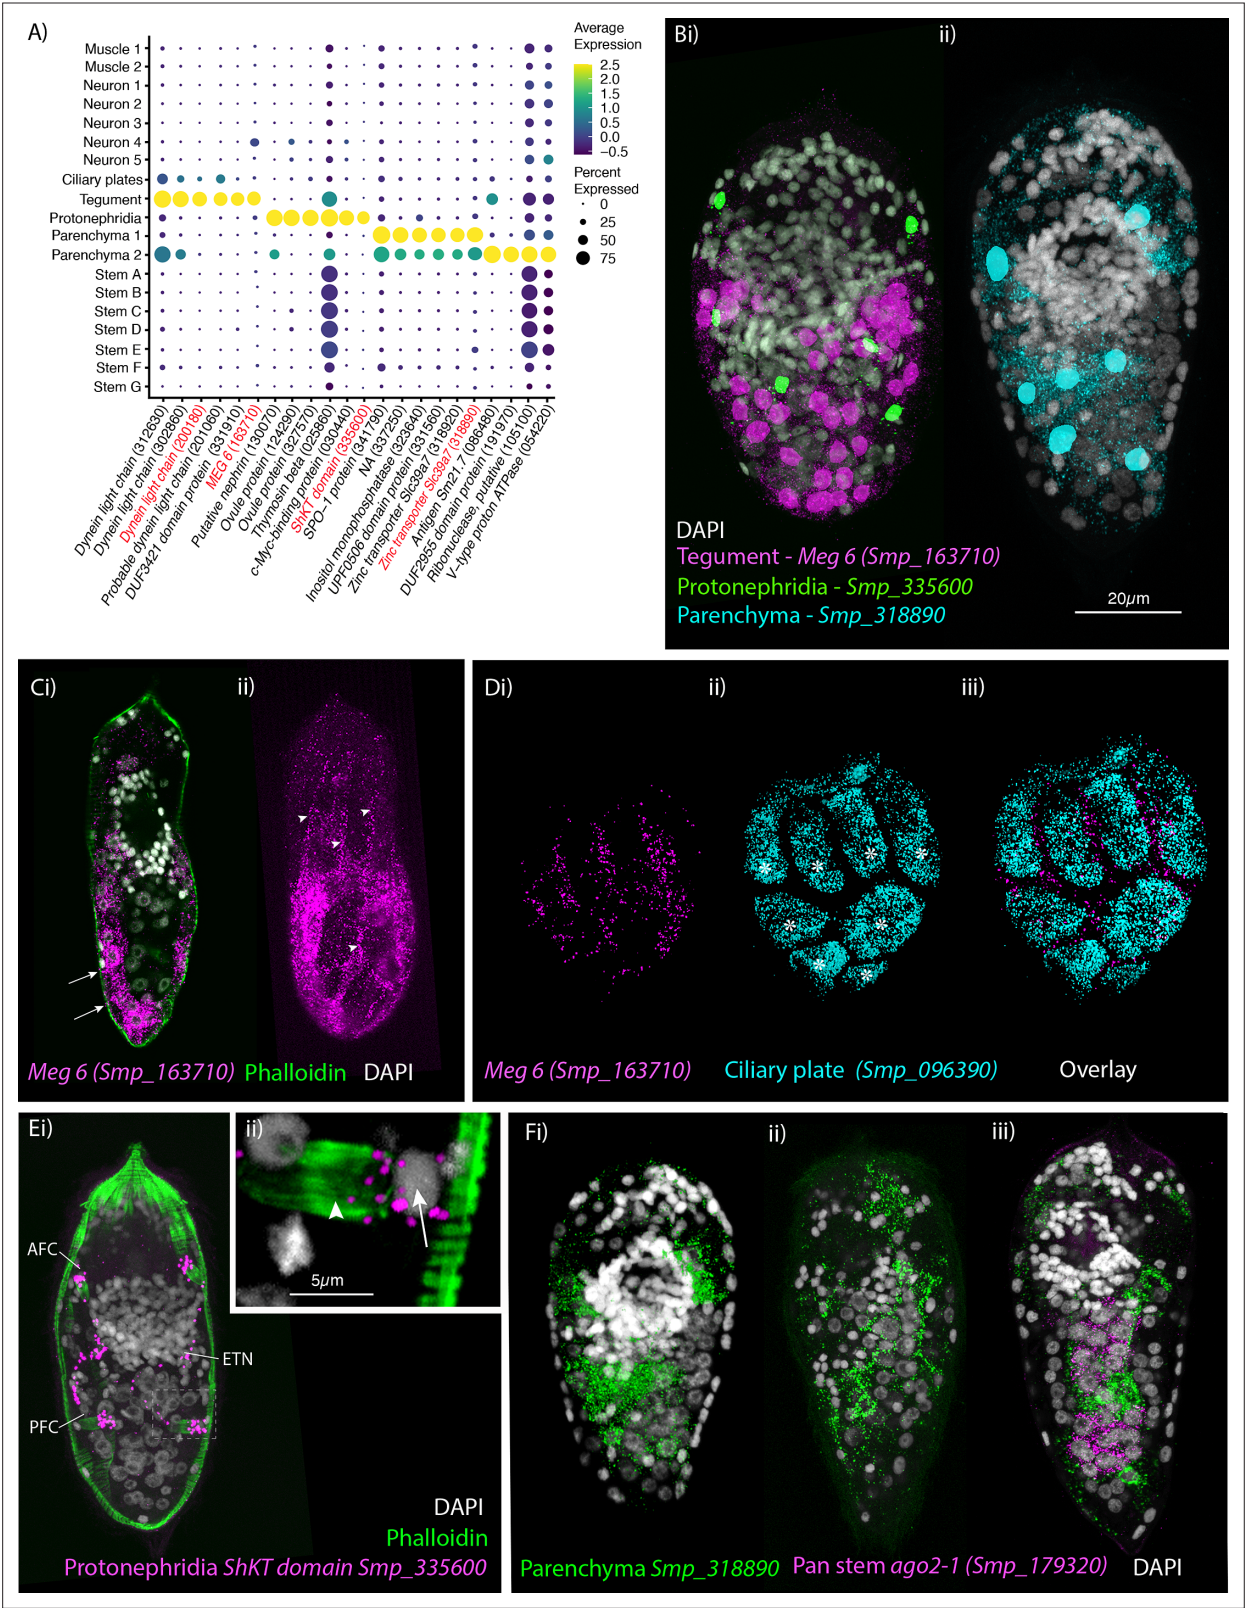 A)
Average
Expression
2.5
2.0
1.5
1.0
0.5
0.0
−0.5
Percent
Expressed
0
25
50
75
Muscle 1
Muscle 2
Neuron 1
Neuron 2
Neuron 3
Neuron 4
Neuron 5
Ciliary plates
Tegument
Protonephridia
Parenchyma 1
Parenchyma 2
Stem A
Stem B
Stem C
Stem D
Stem E
Stem F
Stem G
Dynein light chain (312630)
Dynein light chain (302860)
Dynein light chain (200180)
Probable dynein light chain (201060)
DUF3421 domain protein (331910)
MEG 6 (163710)
Putative nephrin (130070)
Ovule protein (124290)
Ovule protein (327570)
Thymosin beta (025860)
c-Myc-binding protein (030440)
ShKT domain (335600)
SPO−1 protein (341790)
NA (337250)
Inositol monophosphatase (323640)
UPF0506 domain protein (331560)
Zinc transporter Slc39a7 (318920)
Zinc transporter Slc39a7 (318890)
Antigen Sm21.7 (086480)
DUF2955 domain protein (191970)
Ribonuclease, putative (105100)
V−type proton ATPase (054220)
Bi)
ii)
DAPI
Tegument - Meg 6 (Smp_163710)
Protonephridia - Smp_335600
Parenchyma - Smp_318890
20µm
Ci)
ii)
Meg 6 (Smp_163710) Phalloidin DAPI
Di)
ii)
iii)
Meg 6 (Smp_163710)
Ciliary plate (Smp_096390)
Overlay
Ei)
ii)
5µm
AFC
ETN
PFC
DAPI
Phalloidin
Protonephridia ShKT domain Smp_335600
Fi)
ii)
iii)
Parenchyma Smp_318890 Pan stem ago2-1 (Smp_179320) DAPI